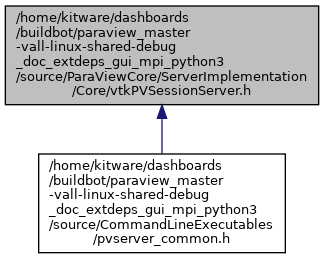 /home/kitware/dashboards
/buildbot/paraview_master
-vall-linux-shared-debug
_doc_extdeps_gui_mpi_python3
/source/ParaViewCore/ServerImplementation
/Core/vtkPVSessionServer.h
/home/kitware/dashboards
/buildbot/paraview_master
-vall-linux-shared-debug
_doc_extdeps_gui_mpi_python3
/source/CommandLineExecutables
/pvserver_common.h